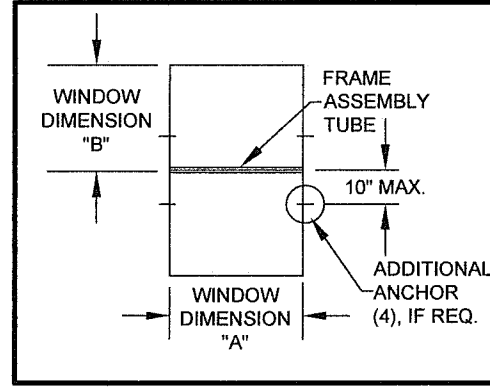 WINDOW
DIMENSION
"B"
FRAME
ASSEMBLY
TUBE
10" MAX.
ADDITIONAL
ANCHOR
(4), IF REQ.
WINDOW
DIMENSION
"A"